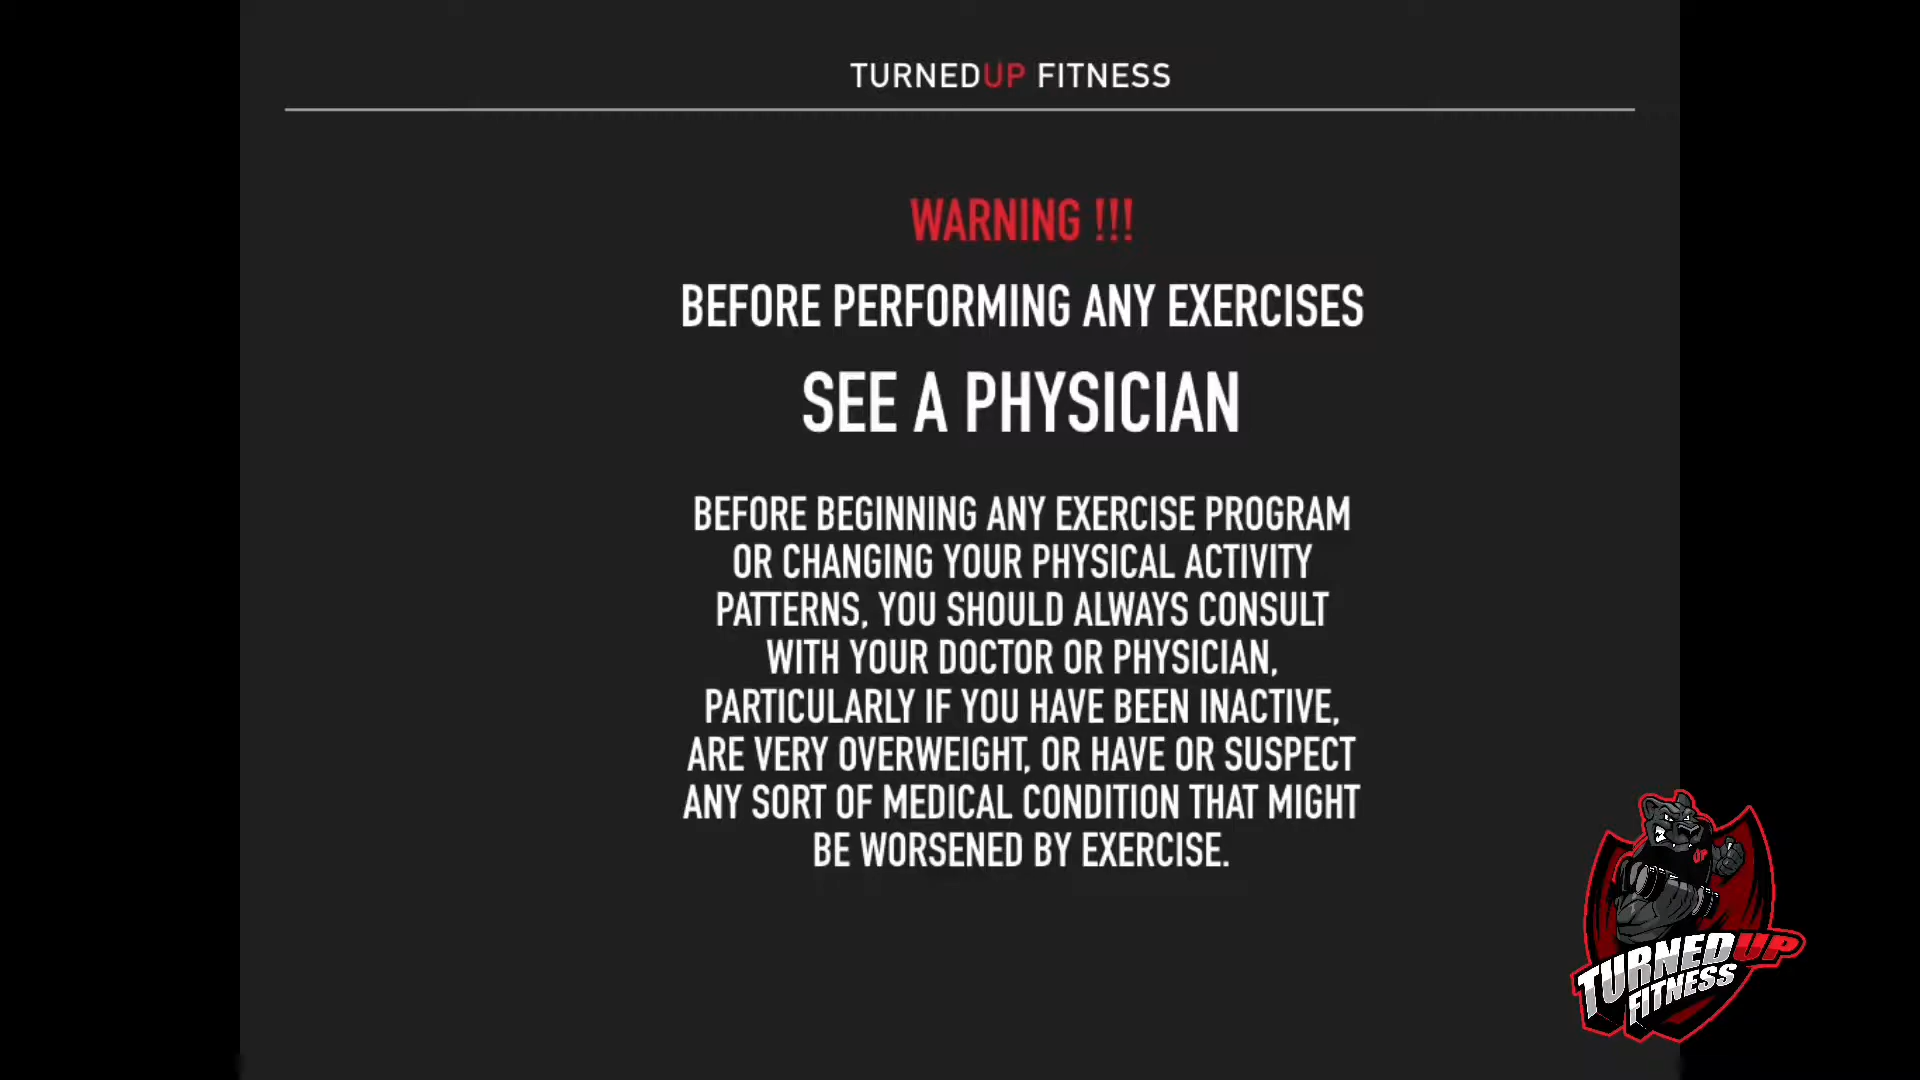 TURNEDUP FITNESS
WARNING !!!
BEFORE PERFORMING ANY EXERCISES
SEE A PHYSICIAN
BEFORE BEGINNING ANY EXERCISE PROGRAM
OR CHANGING YOUR PHYSICAL ACTIVITY
PATTERNS, YOU SHOULD ALWAYS CONSULT
WITH YOUR DOCTOR OR PHYSICIAN,
PARTICULARLY IF YOU HAVE BEEN INACTIVE,
ARE VERY OVERWEIGHT, OR HAVE OR SUSPECT
ANY SORT OF MEDICAL CONDITION THAT MIGHT
BE WORSENED BY EXERCISE.
UP
TURNEDUP
FITNESS